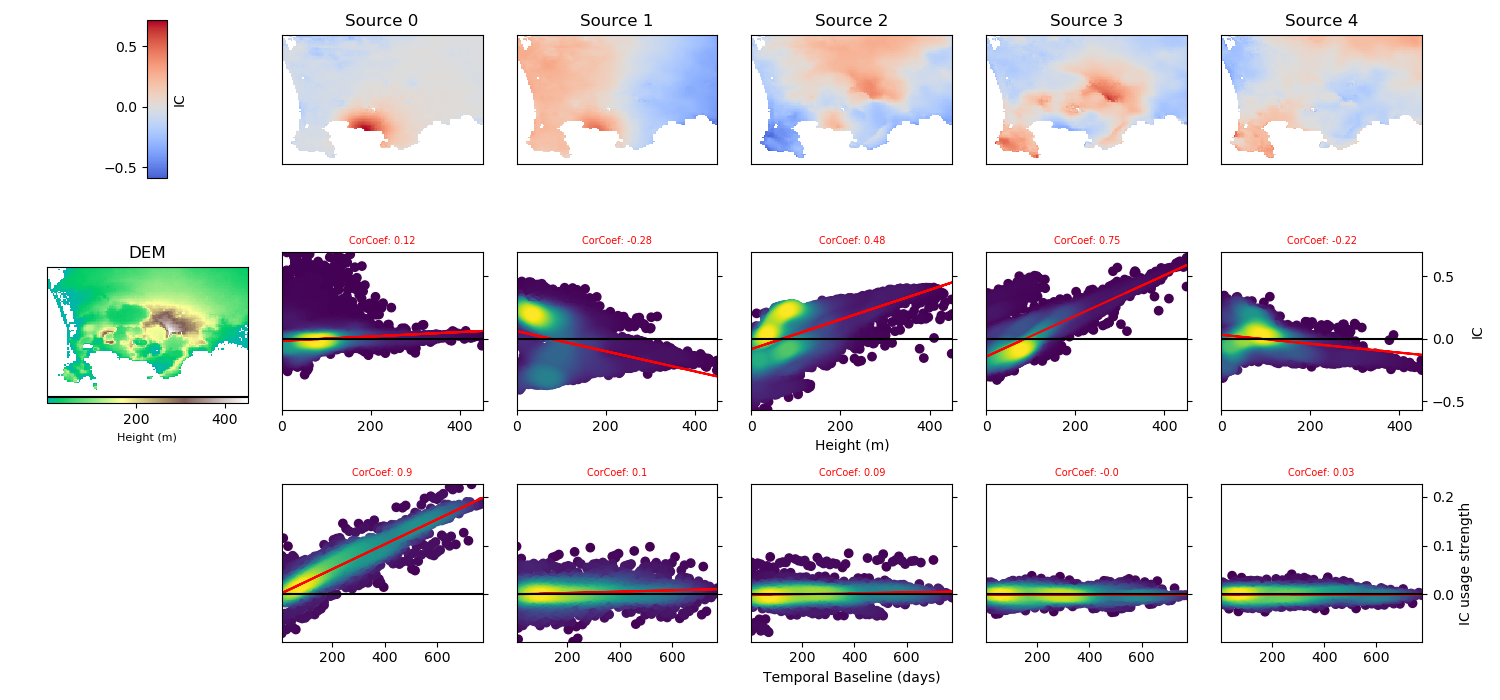 Source 0 Source 1 Source 2 Source 3 Source 4
0.5
0.0
−0.5
IC
CorCoef: 0.12 CorCoef: -0.28 CorCoef: 0.48 CorCoef: 0.75 CorCoef: -0.22
DEM
200 400
Height (m)
0.5
0.0
−0.5
IC
0 200 400 0 200 400 0 200 400 0 200 400 0 200 400
Height (m)
CorCoef: 0.9 CorCoef: 0.1 CorCoef: 0.09 CorCoef: -0.0 CorCoef: 0.03
0.2
0.1
0.0
IC usage strength
200 400 600 200 400 600 200 400 600 200 400 600 200 400 600
Temporal Baseline (days)